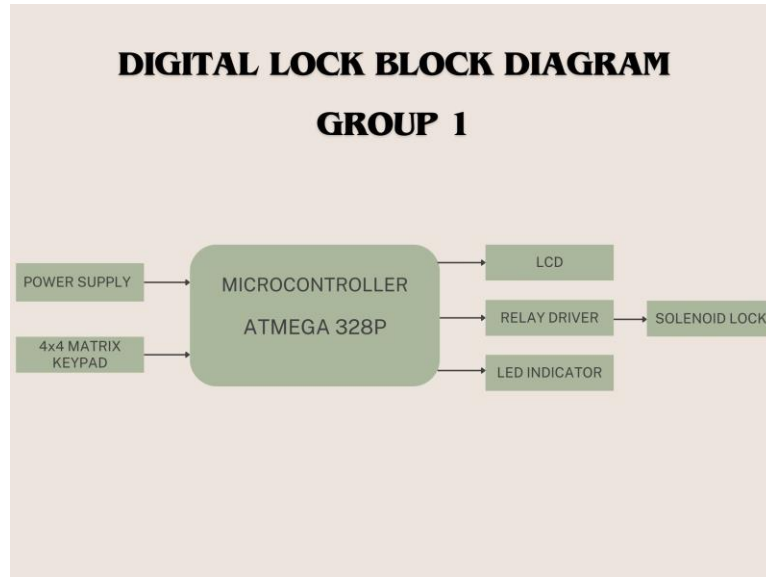 DIGITAL LOCK BLOCK DIAGRAM
GROUP 1
POWER SUPPLY
4x4 MATRIX
KEYPAD
MICROCONTROLLER
ATMEGA 328P
LCD
RELAY DRIVER
SOLENOID LOCK
LED INDICATOR